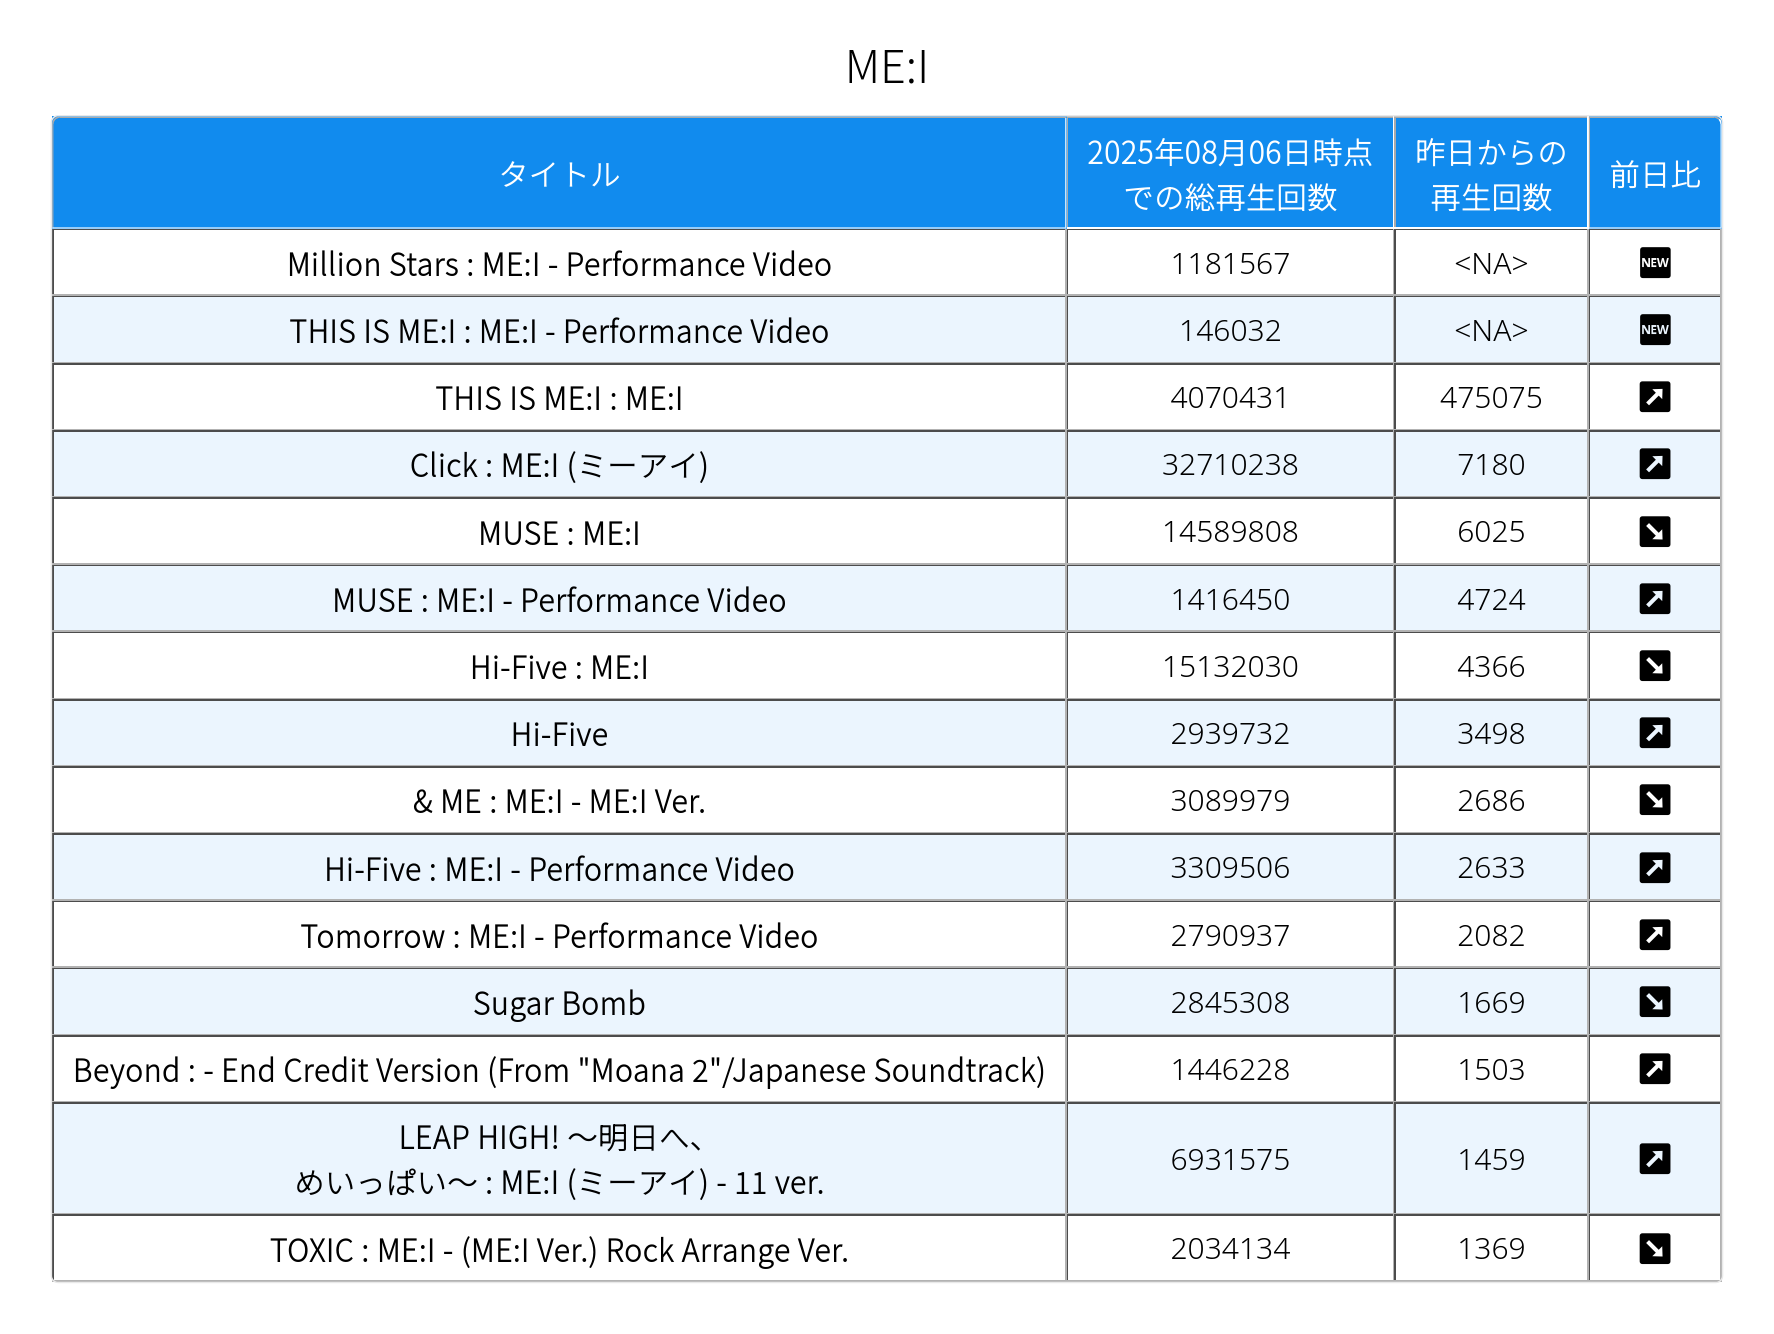 ME:I
タイトル 2025年08月06日時点 での総再生回数 昨日からの 再生回数 前日比
Million Stars : ME:I - Performance Video 1181567 <NA> NEW
THIS IS ME:I : ME:I - Performance Video 146032 <NA> NEW
THIS IS ME:I : ME:I 4070431 475075
Click : ME:I (ミーアイ) 32710238 7180
MUSE : ME:I 14589808 6025
MUSE : ME:I - Performance Video 1416450 4724
Hi-Five : ME:I 15132030 4366
Hi-Five 2939732 3498
& ME : ME:I - ME:I Ver. 3089979 2686
Hi-Five : ME:I - Performance Video 3309506 2633
Tomorrow : ME:I - Performance Video 2790937 2082
Sugar Bomb 2845308 1669
Beyond : - End Credit Version (From "Moana 2"/Japanese Soundtrack) 1446228 1503
LEAP HIGH! 〜明日へ、
めいっぱい〜 : ME:I (ミーアイ) - 11 ver. 6931575 1459
TOXIC : ME:I - (ME:I Ver.) Rock Arrange Ver. 2034134 1369